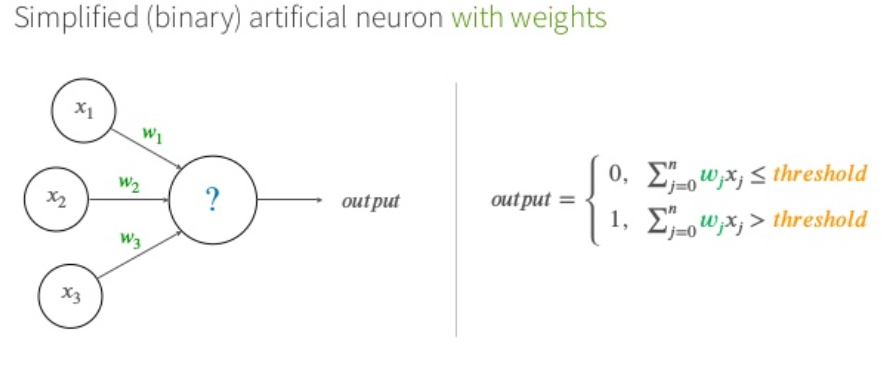 Simplified (binary) artificial neuron with weights
x₁
w₁
x₂
w₂
?
output
w₃
x₃
output = { 0, ∑ⁿⱼ₌₀ wⱼxⱼ ≤ threshold
1, ∑ⁿⱼ₌₀ wⱼxⱼ > threshold